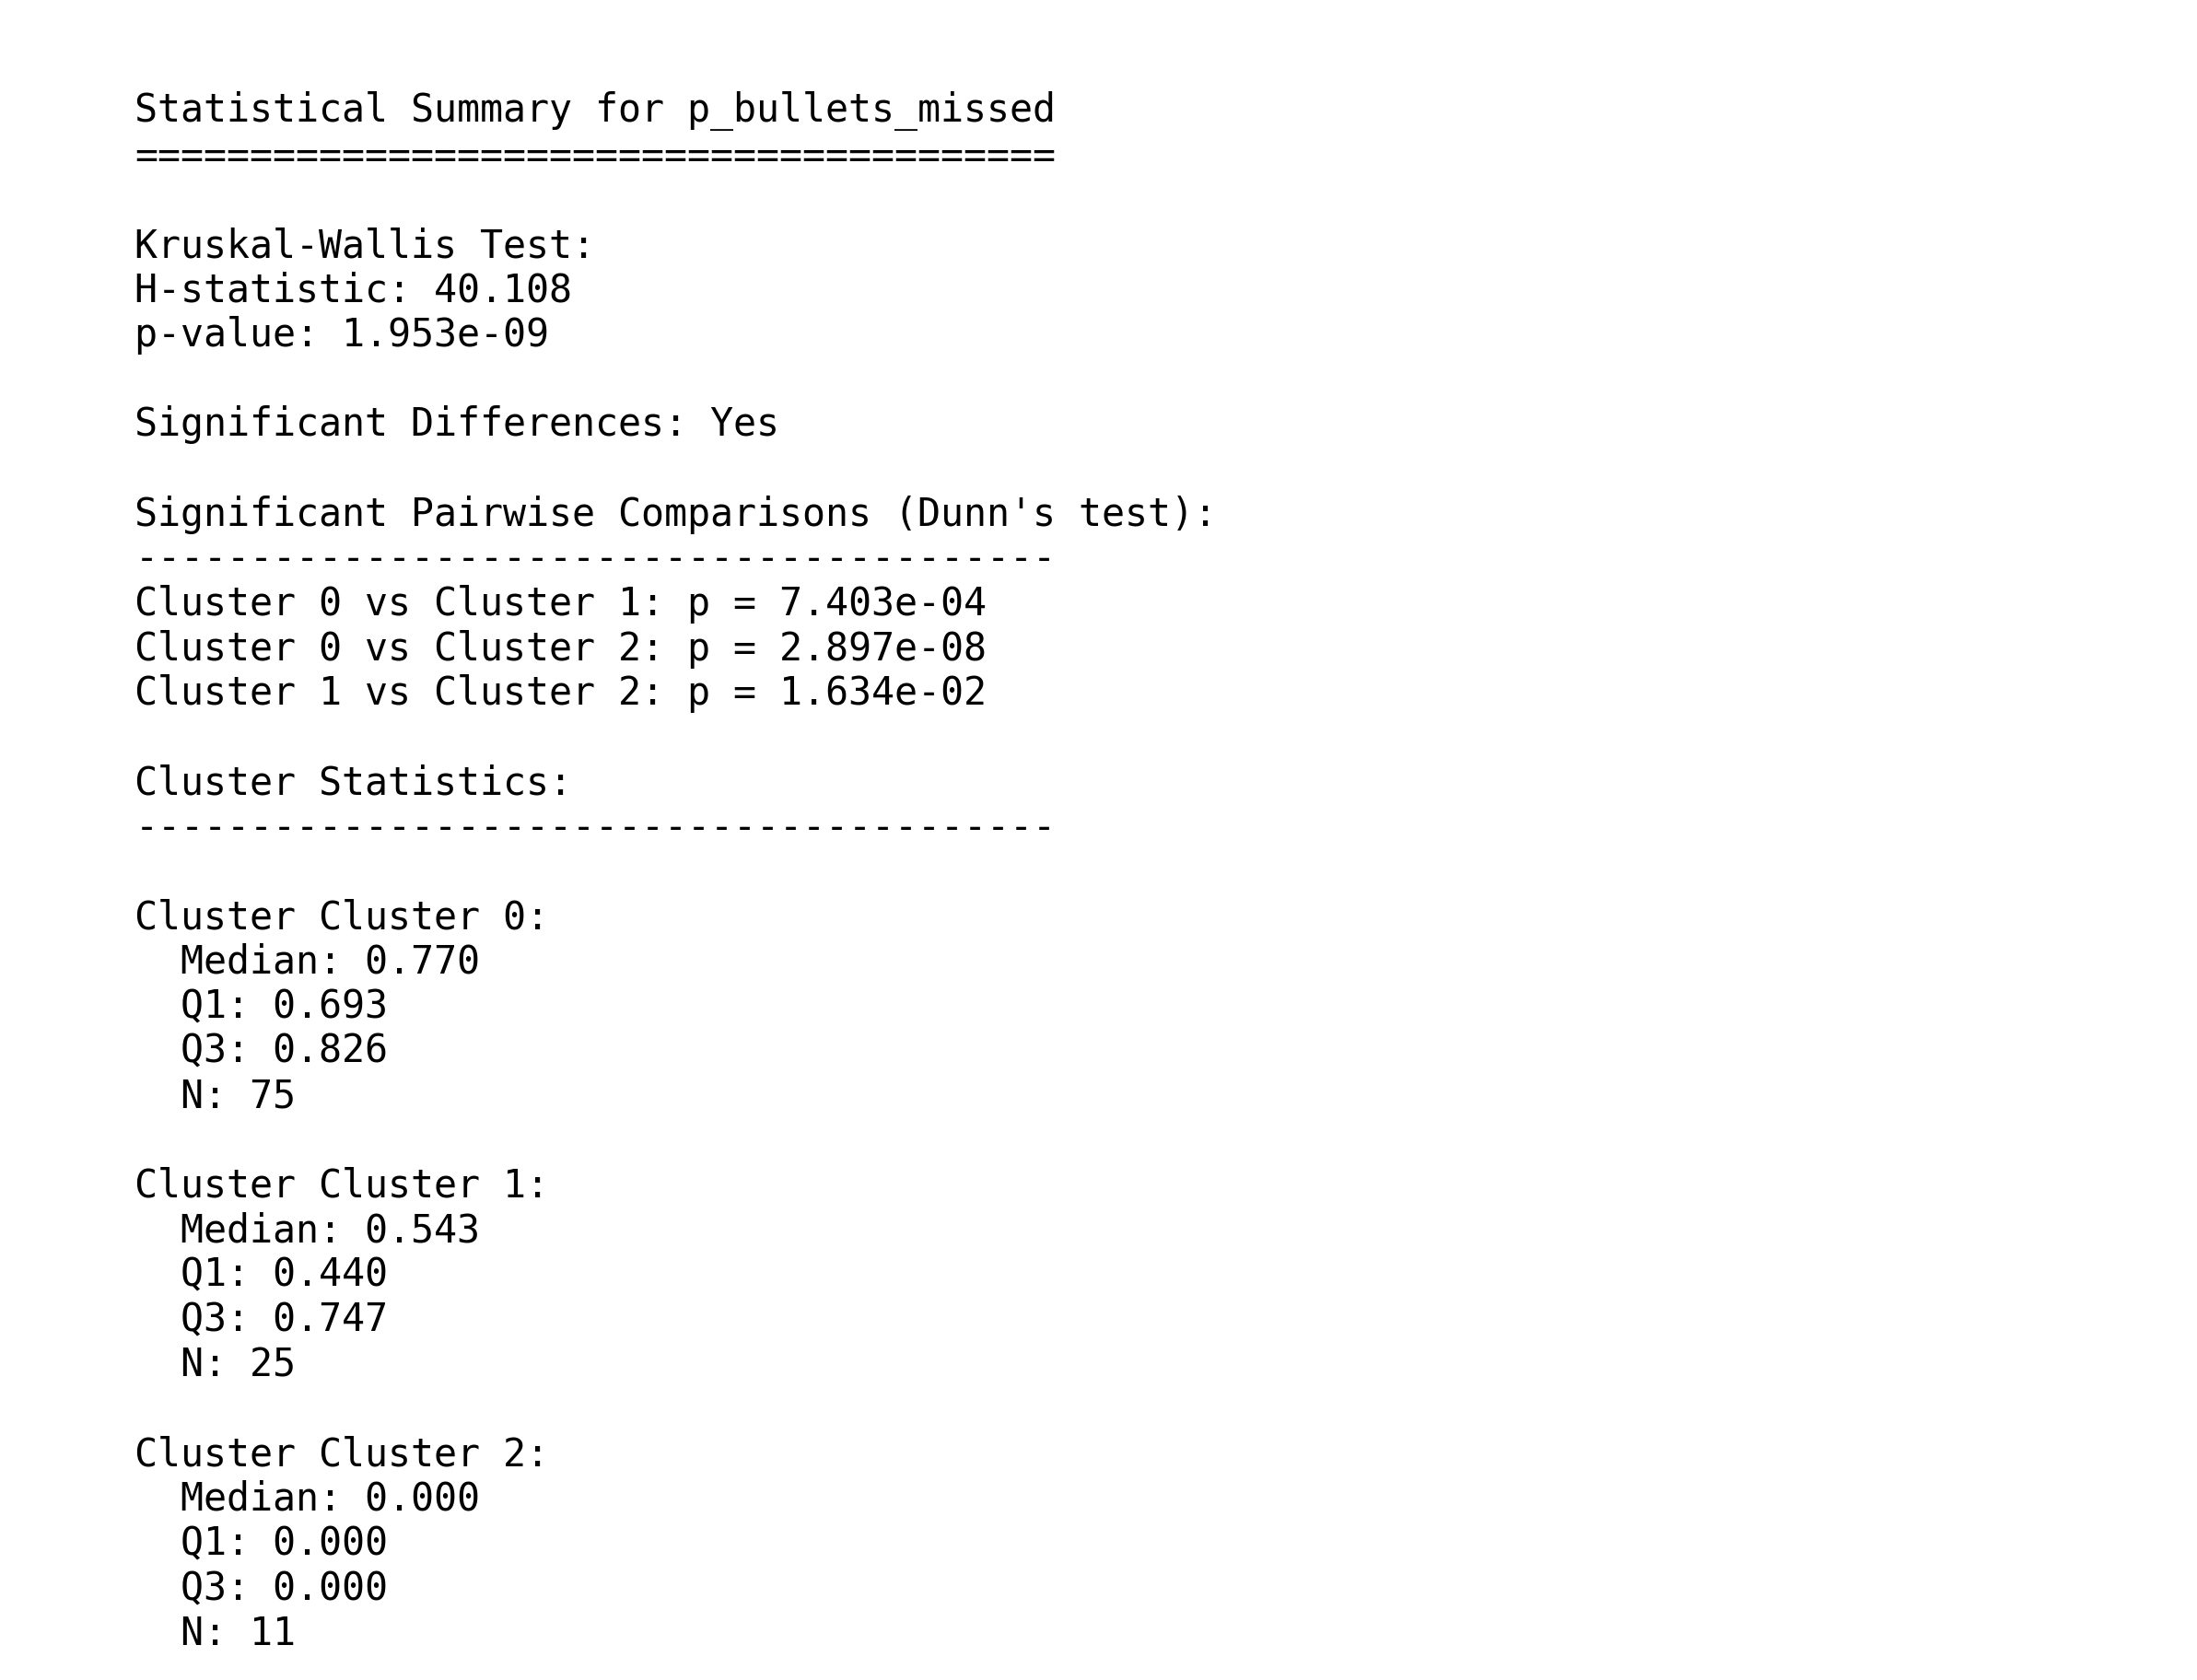 Statistical Summary for p_bullets_missed
========================================
Kruskal-Wallis Test:
H-statistic: 40.108
p-value: 1.953e-09
Significant Differences: Yes
Significant Pairwise Comparisons (Dunn's test):
----------------------------------------
Cluster 0 vs Cluster 1: p = 7.403e-04
Cluster 0 vs Cluster 2: p = 2.897e-08
Cluster 1 vs Cluster 2: p = 1.634e-02
Cluster Statistics:
----------------------------------------
Cluster Cluster 0:
Median: 0.770
Q1: 0.693
Q3: 0.826
N: 75
Cluster Cluster 1:
Median: 0.543
Q1: 0.440
Q3: 0.747
N: 25
Cluster Cluster 2:
Median: 0.000
Q1: 0.000
Q3: 0.000
N: 11